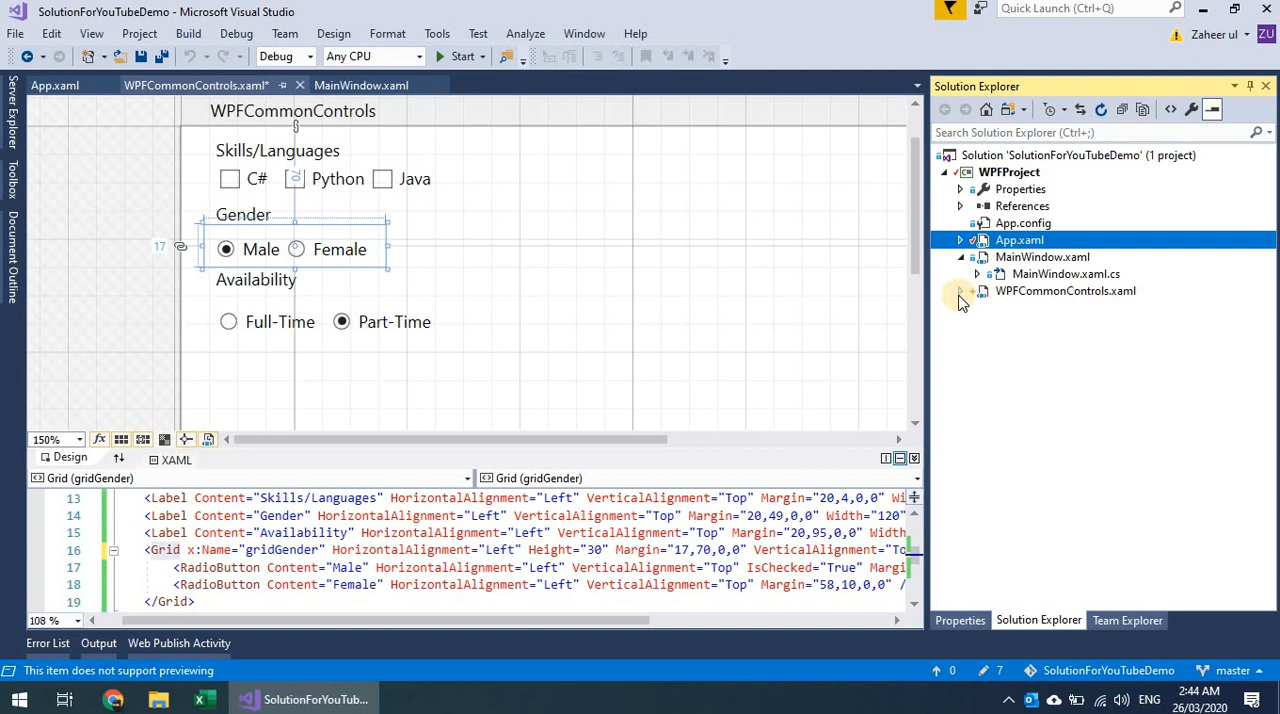 SolutionForYouTubeDemo - Microsoft Visual Studio
Quick Launch (Ctrl+Q)
File Edit View Project Build Debug Team Design Format Tools Test Analyze Window Help
Zaheer ul ZU
Debug Any CPU Start
App.xaml WPFCommonControls.xaml* MainWindow.xaml
Solution Explorer
Server Explorer
Toolbox
Document Outline
WPFCommonControls
Skills/Languages
C# Python Java
70
Gender
17
Male Female
Availability
Full-Time Part-Time
Search Solution Explorer (Ctrl+;)
Solution 'SolutionForYouTubeDemo' (1 project)
WPFProject
Properties
References
App.config
App.xaml
MainWindow.xaml
MainWindow.xaml.cs
WPFCommonControls.xaml
150% fx
Design XAML
Grid (gridGender) Grid (gridGender)
13 <Label Content="Skills/Languages" HorizontalAlignment="Left" VerticalAlignment="Top" Margin="20,4,0,0" Wi
14 <Label Content="Gender" HorizontalAlignment="Left" VerticalAlignment="Top" Margin="20,49,0,0" Width="120"
15 <Label Content="Availability" HorizontalAlignment="Left" VerticalAlignment="Top" Margin="20,95,0,0" Width
16 <Grid x:Name="gridGender" HorizontalAlignment="Left" Height="30" Margin="17,70,0,0" VerticalAlignment="To
17 <RadioButton Content="Male" HorizontalAlignment="Left" VerticalAlignment="Top" IsChecked="True" Margi
18 <RadioButton Content="Female" HorizontalAlignment="Left" VerticalAlignment="Top" Margin="58,10,0,0" /
19 </Grid>
108 %
Properties Solution Explorer Team Explorer
Error List Output Web Publish Activity
This item does not support previewing
0 7 SolutionForYouTubeDemo master
SolutionForYouTub...
ENG
2:44 AM
26/03/2020